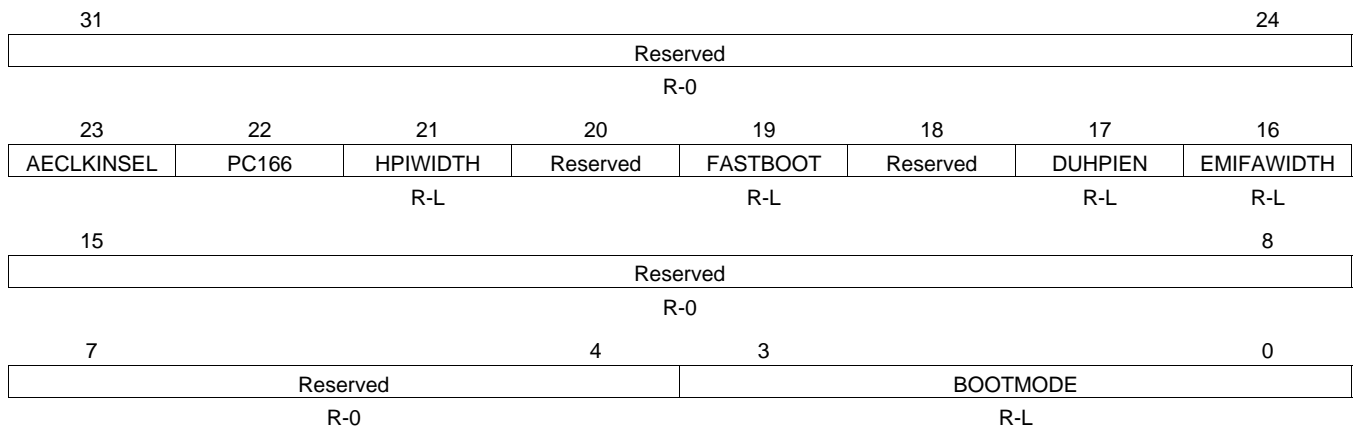 31 24
Reserved
R-0
23 22 21 20 19 18 17 16
AECLKINSEL PC166 HPIWIDTH Reserved FASTBOOT Reserved DUHPIEN EMIFAWIDTH
R-L R-L R-L R-L
15 8
Reserved
R-0
7 4 3 0
Reserved BOOTMODE
R-0 R-L